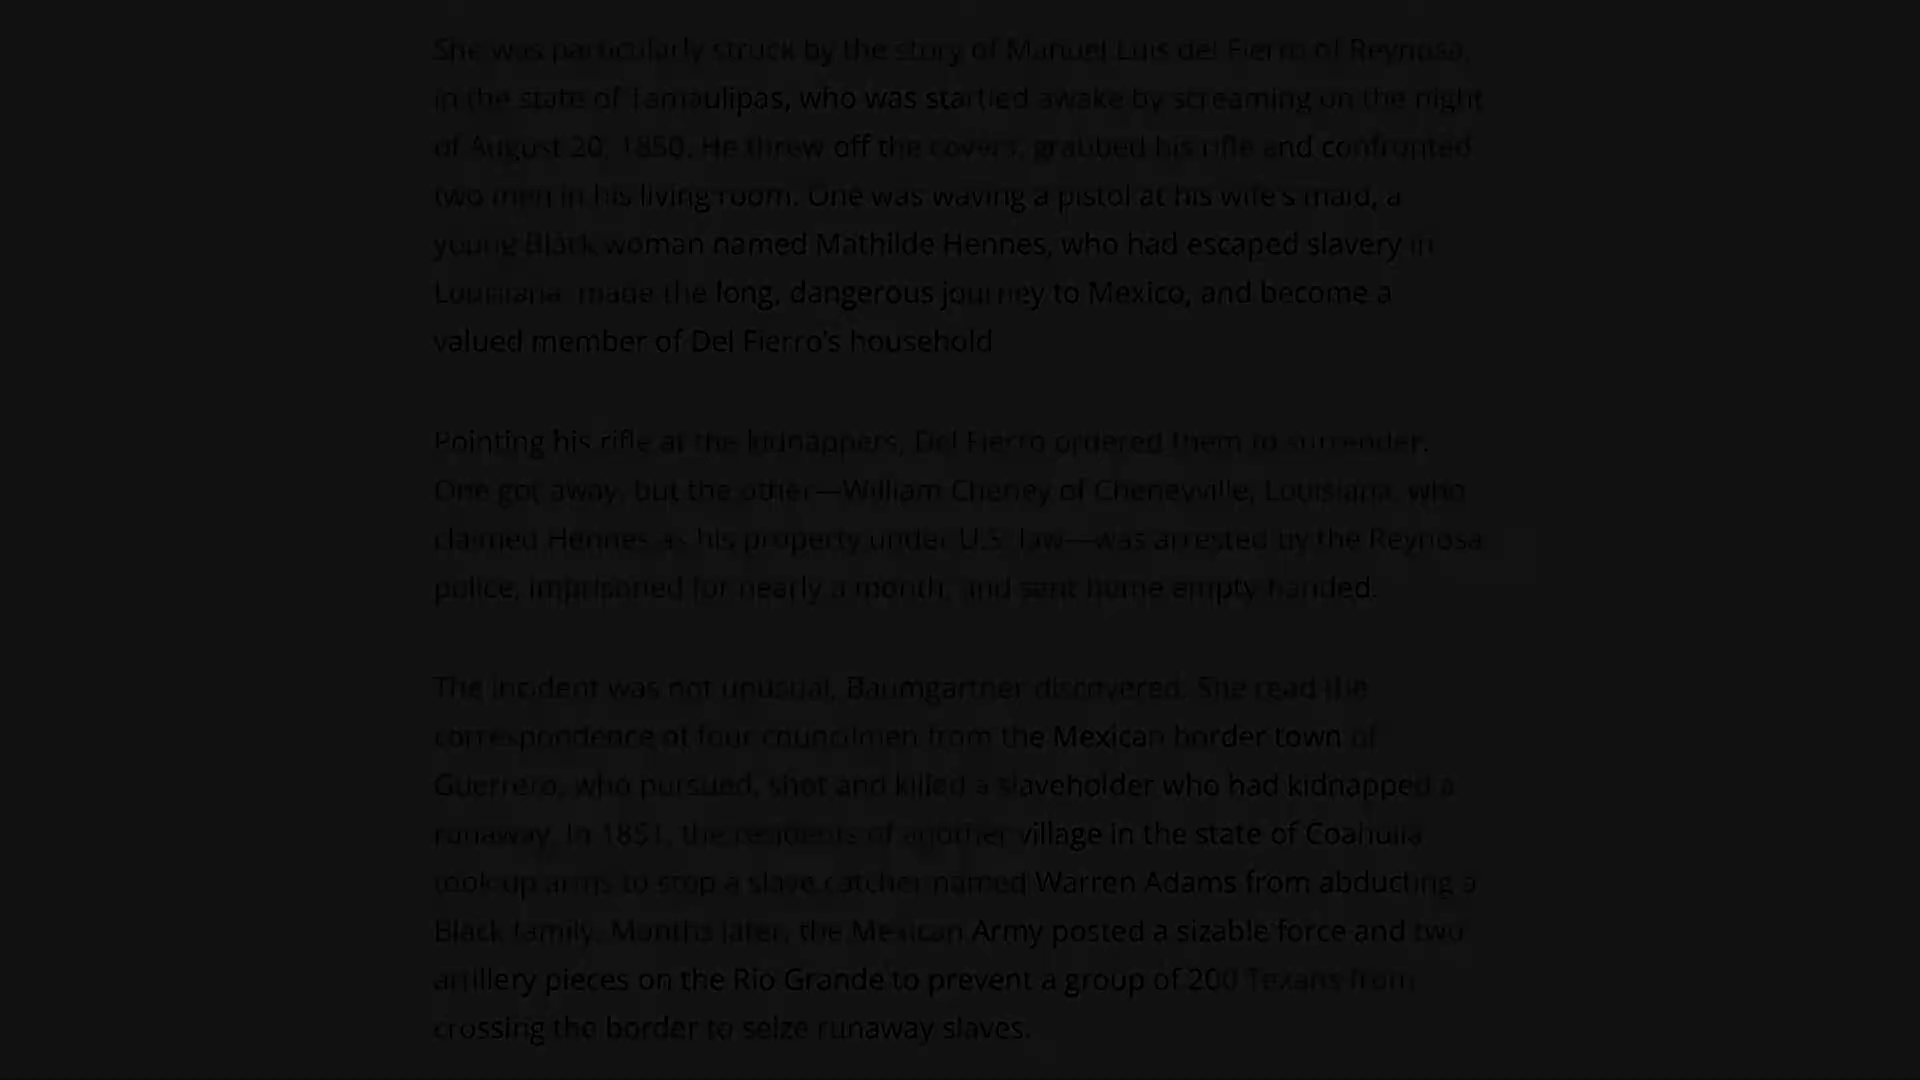 She was particularly struck by the story of Manuel Luis del Fierro of Reynosa,
in the state of Tamaulipas, who was startled awake by screaming on the night
of August 20, 1850. He threw off the covers, grabbed his rifle and confronted
two men in his living room. One was waving a pistol at his wife's maid, a
young Black woman named Mathilde Hennes, who had escaped slavery in
Louisiana, made the long, dangerous journey to Mexico, and become a
valued member of Del Fierro's household
Pointing his rifle at the kidnappers, Del Fierro ordered them to surrender.
One got away, but the other—William Cheney of Cheneyville, Louisiana, who
claimed Hennes as his property under U.S. law—was arrested by the Reynosa
police, imprisoned for nearly a month, and sent home empty handed.
The incident was not unusual, Baumgartner discovered. She read the
correspondence of four councilmen from the Mexican border town of
Guerrero, who pursued, shot and killed a slaveholder who had kidnapped a
runaway. In 1851, the residents of another village in the state of Coahuila
took up arms to stop a slave catcher named Warren Adams from abducting a
Black family. Months later, the Mexican Army posted a sizable force and two
artillery pieces on the Rio Grande to prevent a group of 200 Texans from
crossing the border to seize runaway slaves.